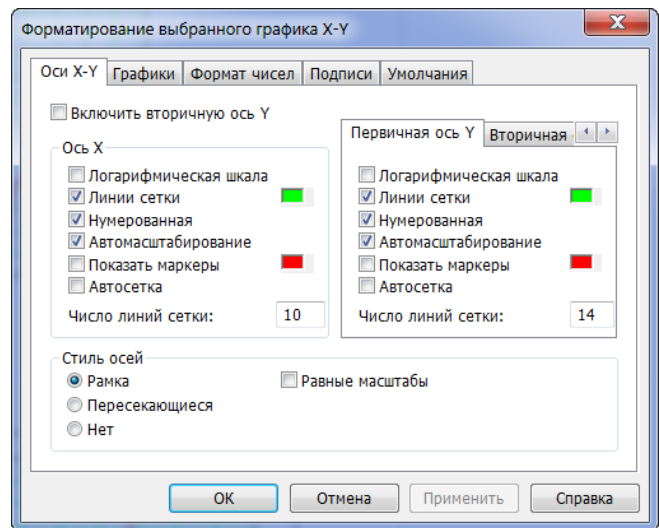 Форматирование выбранного графика X-Y
Оси X-Y Графики Формат чисел Подписи Умолчания
Включить вторичную ось Y
Ось X
Логарифмическая шкала
Линии сетки
Нумерованная
Автомасштабирование
Показать маркеры
Автосетка
Число линий сетки: 10
Первичная ось Y Вторичная
Логарифмическая шкала
Линии сетки
Нумерованная
Автомасштабирование
Показать маркеры
Автосетка
Число линий сетки: 14
Стиль осей
Рамка Равные масштабы
Пересекающиеся
Нет
ОК Отмена Применить Справка